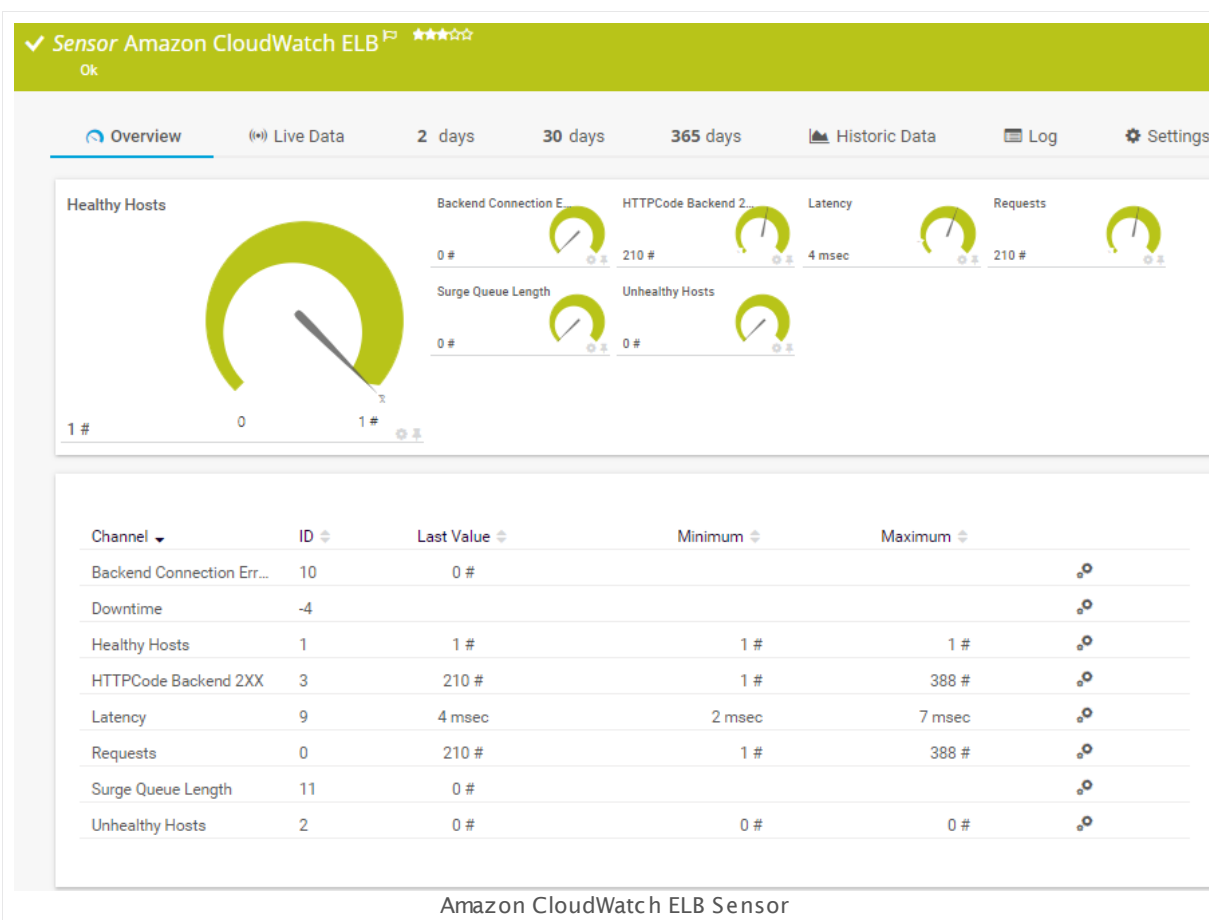 Sensor Amazon CloudWatch ELB
Ok
Overview Live Data 2 days 30 days 365 days Historic Data Log Settings
Healthy Hosts
1 #
0 1 #
Backend Connection E...
0 #
HTTPCode Backend 2...
210 #
Latency
4 msec
Requests
210 #
Surge Queue Length
0 #
Unhealthy Hosts
0 #
Channel ID Last Value Minimum Maximum
Backend Connection Err... 10 0 #
Downtime -4
Healthy Hosts 1 1 # 1 # 1 #
HTTPCode Backend 2XX 3 210 # 1 # 388 #
Latency 9 4 msec 2 msec 7 msec
Requests 0 210 # 1 # 388 #
Surge Queue Length 11 0 #
Unhealthy Hosts 2 0 # 0 # 0 #
Amazon CloudWatch ELB Sensor